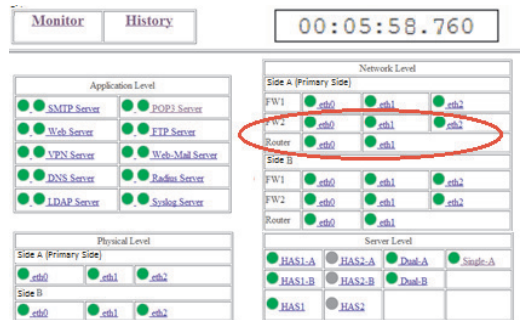 Monitor History 00:05:58.760
Application Level
SMTP Server POP3 Server
Web Server FTP Server
VPN Server Web-Mail Server
DNS Server Radius Server
LDAP Server Syslog Server
Network Level
Side A (Primary Side)
FW1 eth0 eth1 eth2
FW2 eth0 eth1 eth2
Router eth0 eth1
Side B
FW1 eth0 eth1 eth2
FW2 eth0 eth1 eth2
Router eth0 eth1
Physical Level
Side A (Primary Side)
eth0 eth1 eth2
Side B
eth0 eth1 eth2
Server Level
HAS1-A HAS2-A Dual-A Single-A
HAS1-B HAS2-B Dual-B
HAS1 HAS2